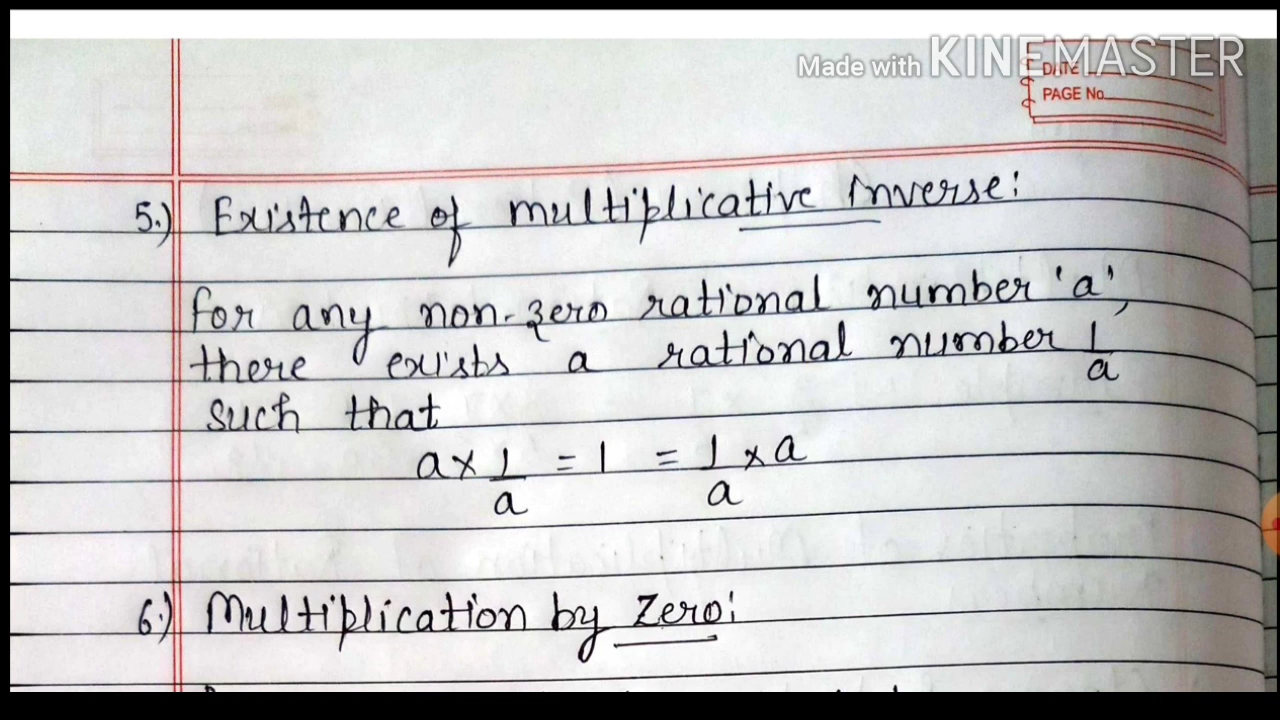 Made with KINEMASTER
DATE
PAGE No.
5.) Existence of multiplicative inverse:
for any non-zero rational number 'a',
there exists a rational number 1/a
such that
a × 1/a = 1 = 1/a × a
6.) Multiplication by Zero: